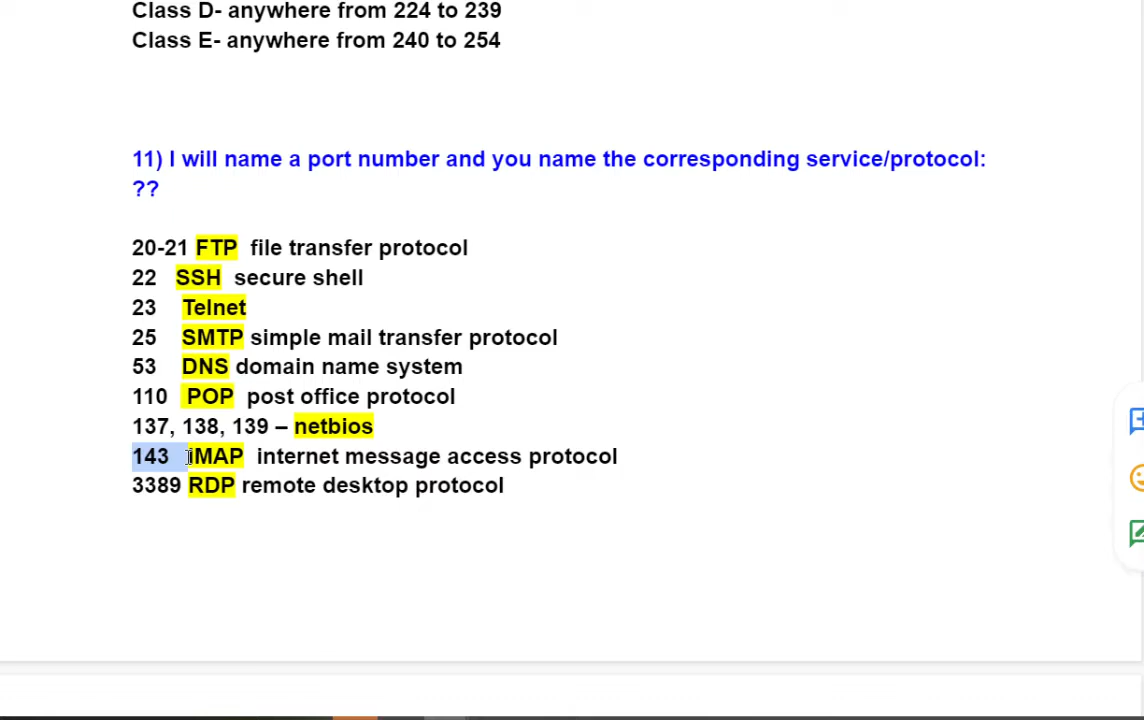 Class D- anywhere from 224 to 239
Class E- anywhere from 240 to 254
11) I will name a port number and you name the corresponding service/protocol:
??
20-21 FTP file transfer protocol
22 SSH secure shell
23 Telnet
25 SMTP simple mail transfer protocol
53 DNS domain name system
110 POP post office protocol
137, 138, 139 – netbios
143 iMAP internet message access protocol
3389 RDP remote desktop protocol